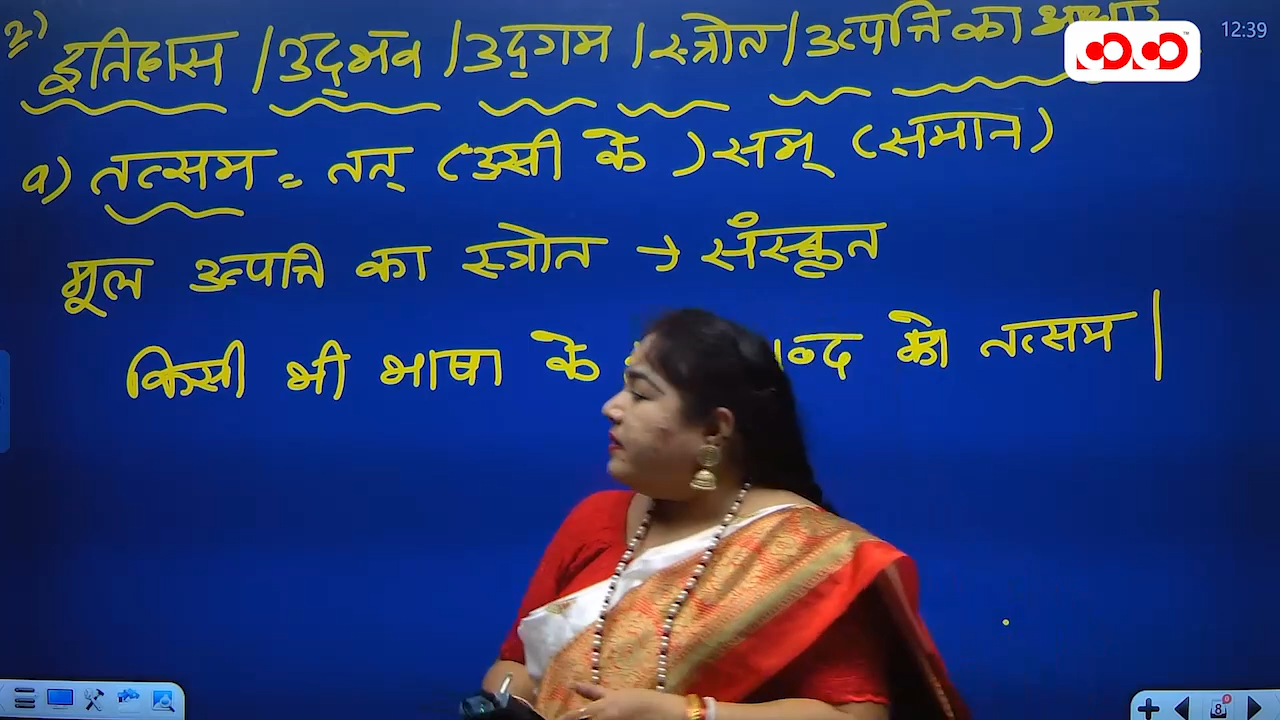 2) इतिहास / उद्भव / उद्गम / स्त्रोत / उत्पत्ति का
12:39
a) तत्सम = तत् (उसी के) सम् (समान)
मूल उत्पत्ति का स्त्रोत → संस्कृत
किसी भी भाषा के को तत्सम |